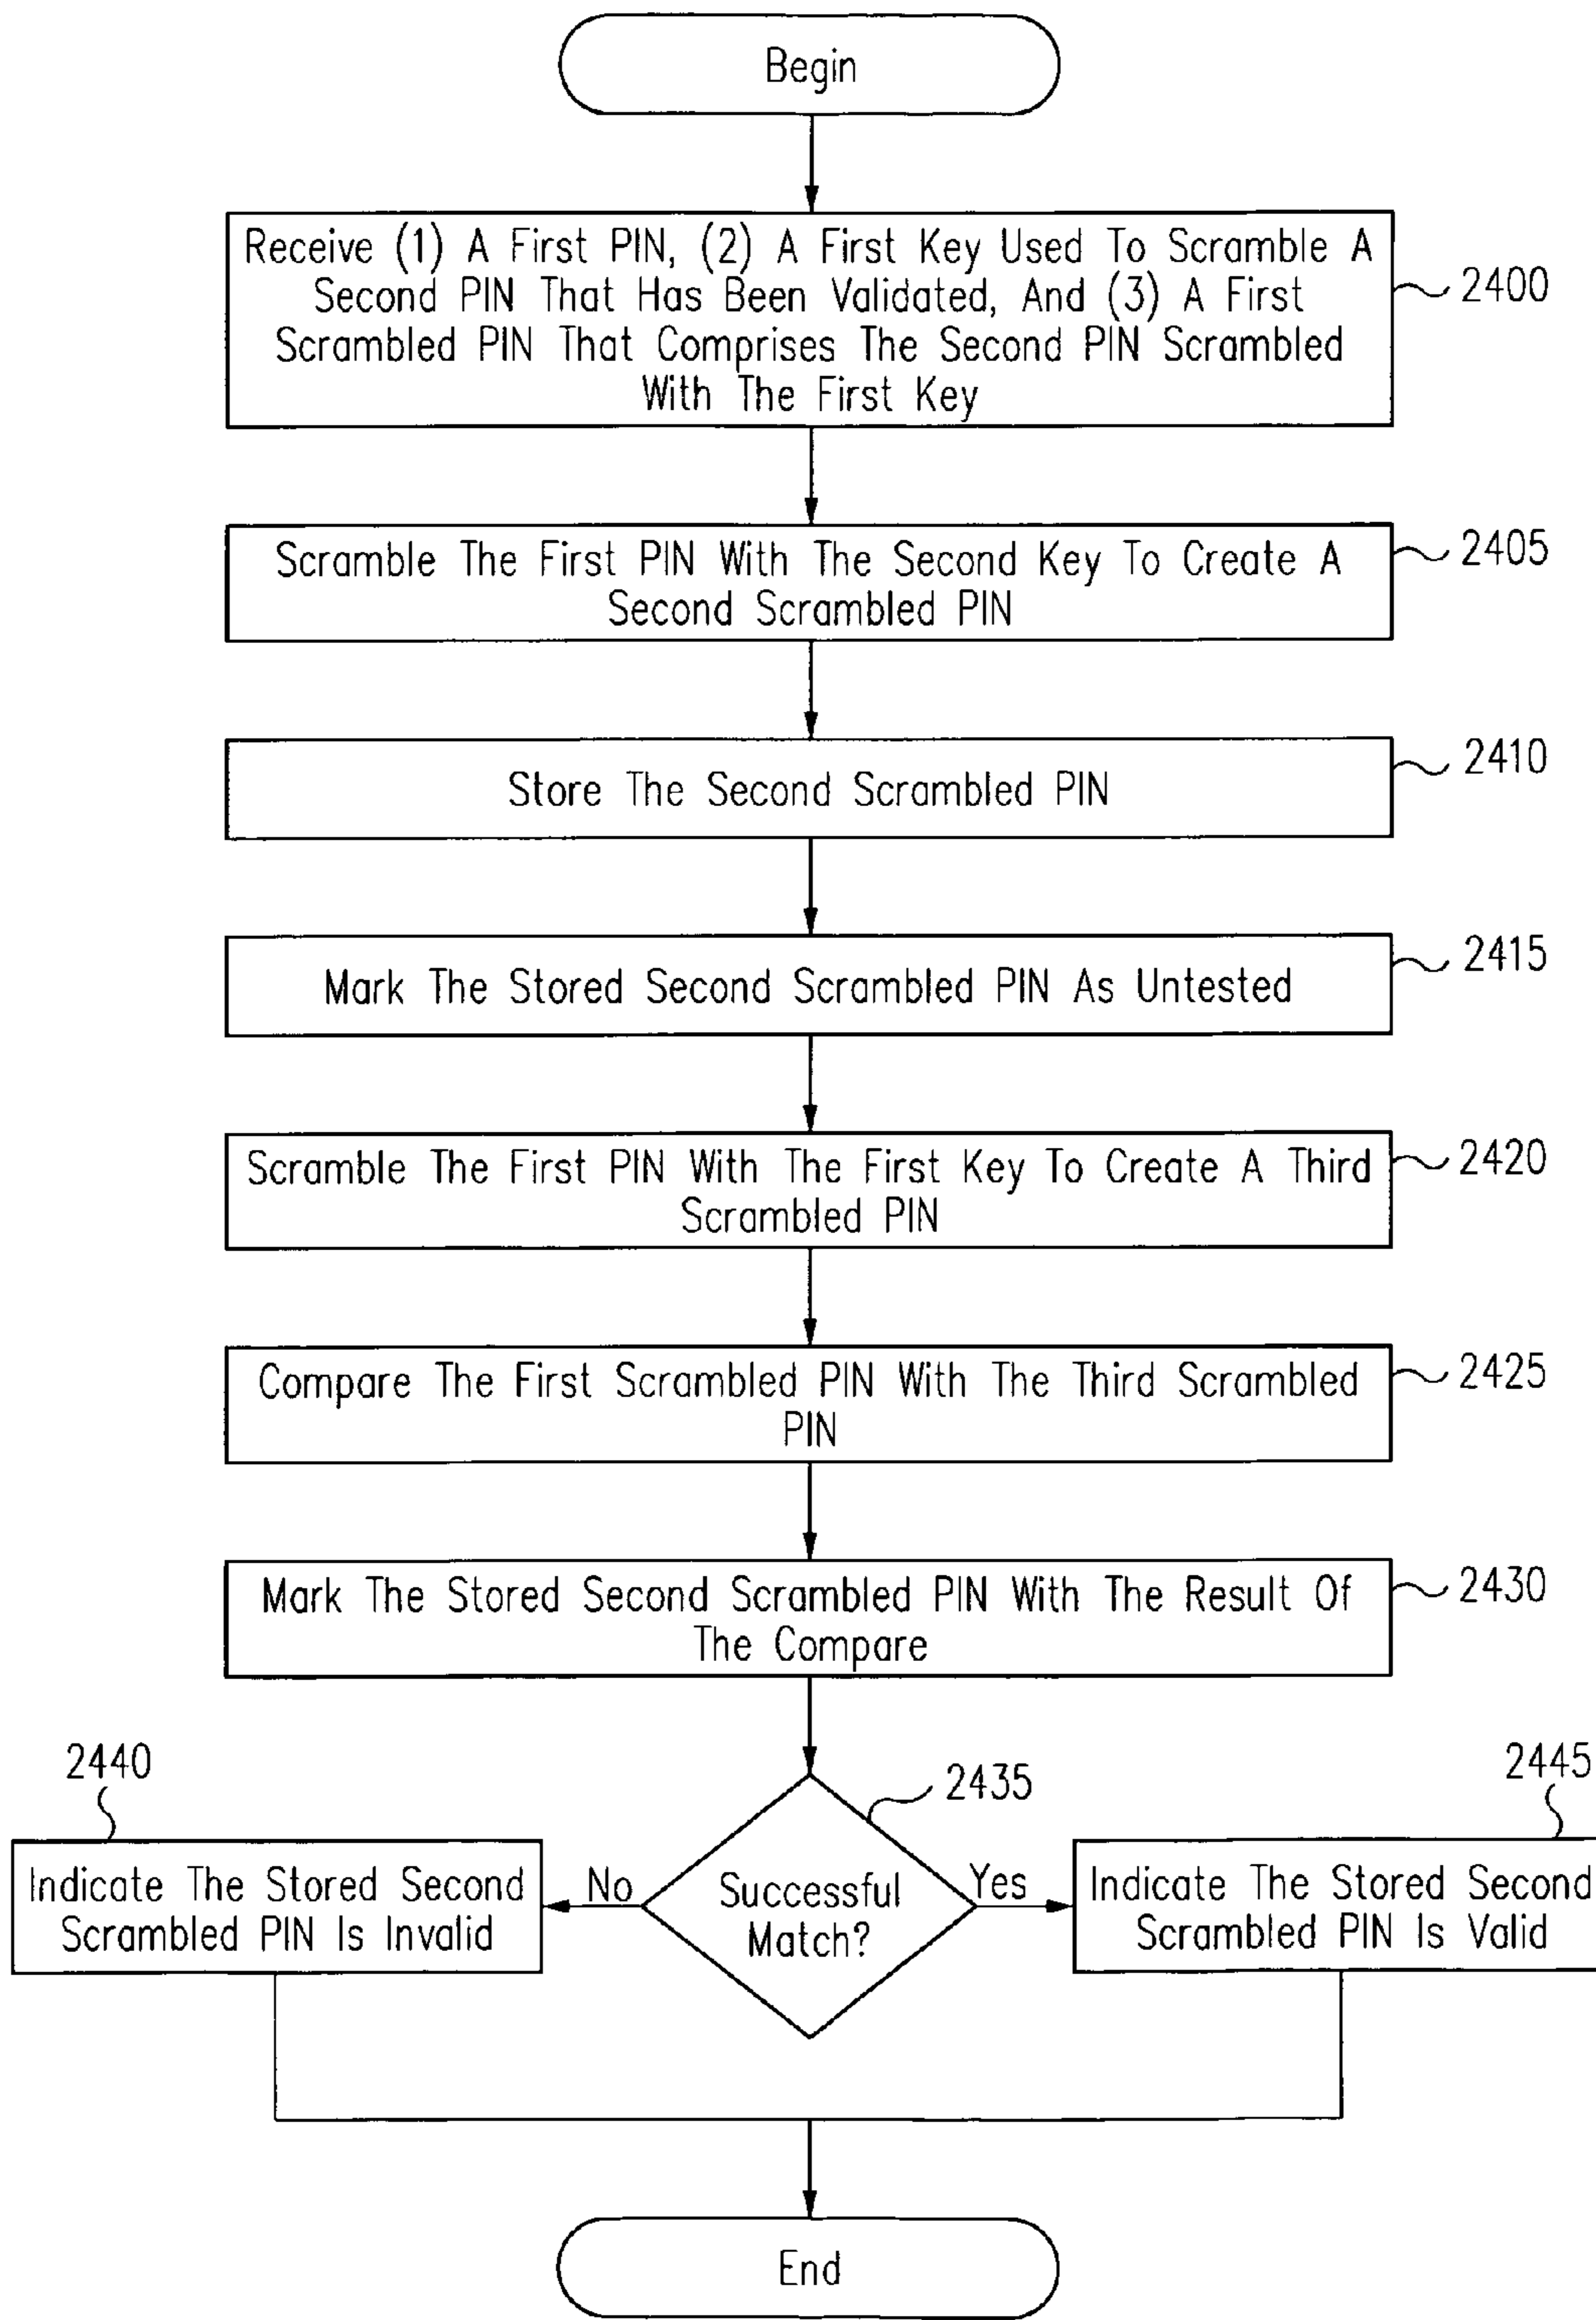 Begin
Receive (1) A First PIN, (2) A First Key Used To Scramble A
Second PIN That Has Been Validated, And (3) A First
Scrambled PIN That Comprises The Second PIN Scrambled
With The First Key
2400
Scramble The First PIN With The Second Key To Create A
Second Scrambled PIN
2405
Store The Second Scrambled PIN
2410
Mark The Stored Second Scrambled PIN As Untested
2415
Scramble The First PIN With The First Key To Create A Third
Scrambled PIN
2420
Compare The First Scrambled PIN With The Third Scrambled
PIN
2425
Mark The Stored Second Scrambled PIN With The Result Of
The Compare
2430
2440
Indicate The Stored Second
Scrambled PIN Is Invalid
No
2435
Successful
Match?
Yes
2445
Indicate The Stored Second
Scrambled PIN Is Valid
End